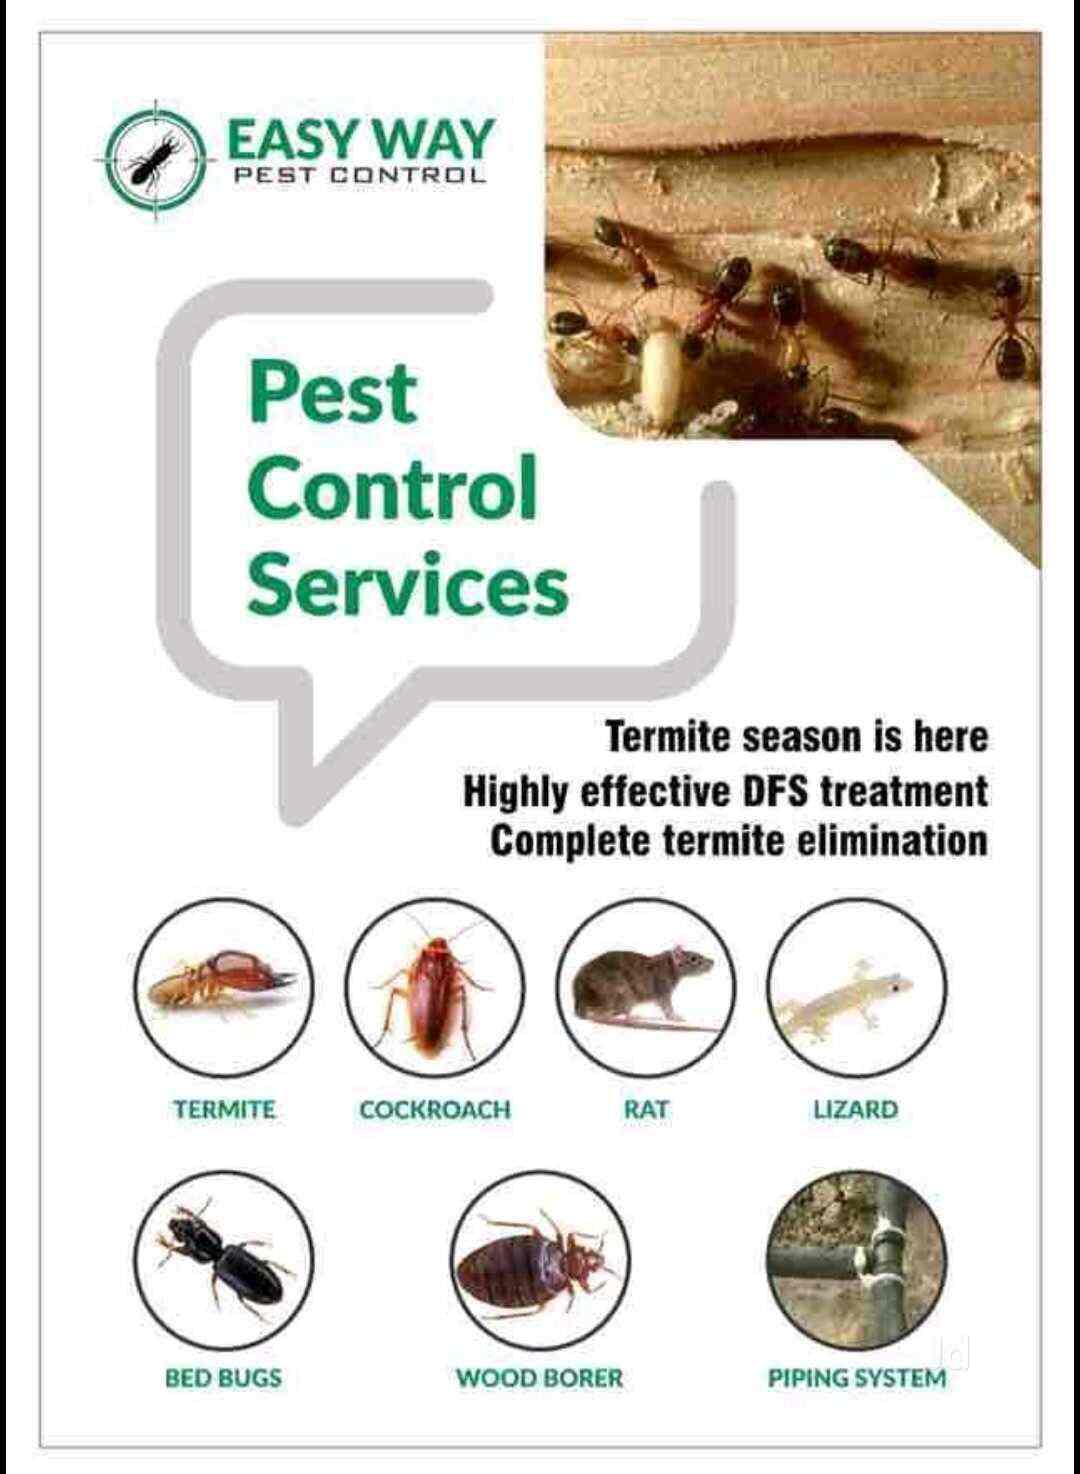 EASY WAY
PEST CONTROL
Pest
Control
Services
Termite season is here
Highly effective DFS treatment
Complete termite elimination
TERMITE
COCKROACH
RAT
LIZARD
BED BUGS
WOOD BORER
PIPING SYSTEM
Jd